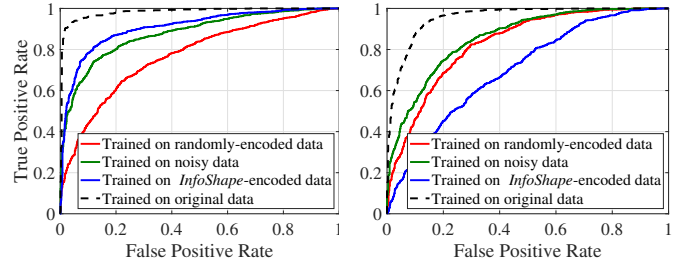 1
0.8
0.6
0.4
0.2
0
True Positive Rate
Trained on randomly-encoded data
Trained on noisy data
Trained on InfoShape-encoded data
Trained on original data
0 0.2 0.4 0.6 0.8 1
False Positive Rate
1
0.8
0.6
0.4
0.2
0
Trained on randomly-encoded data
Trained on noisy data
Trained on InfoShape-encoded data
Trained on original data
0 0.2 0.4 0.6 0.8 1
False Positive Rate